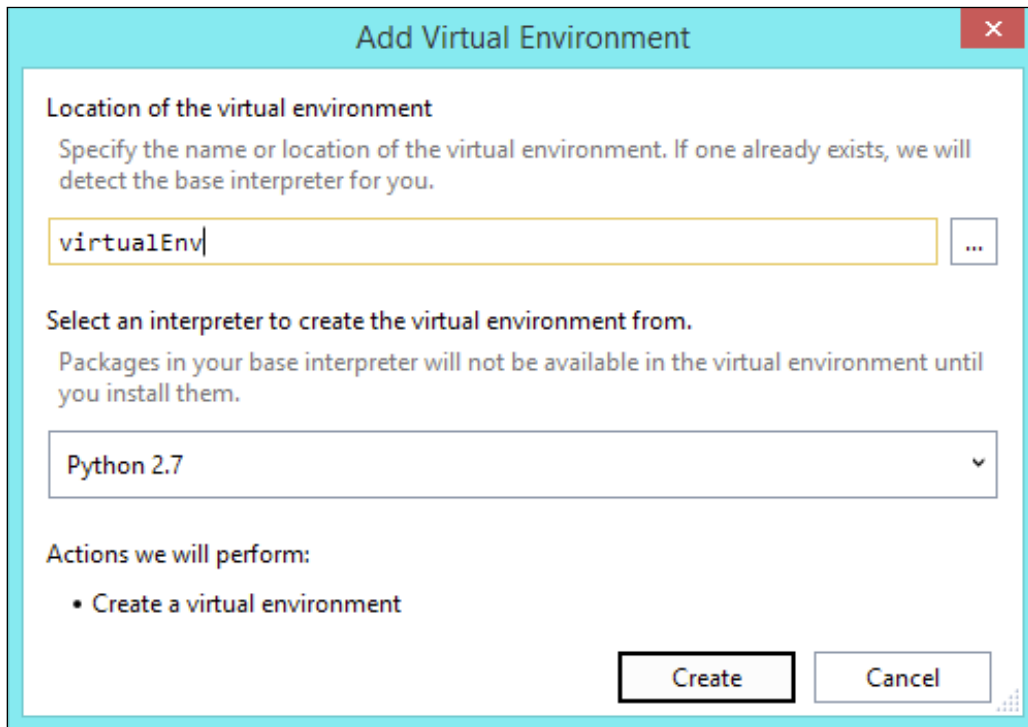 Add Virtual Environment
Location of the virtual environment
Specify the name or location of the virtual environment. If one already exists, we will
detect the base interpreter for you.
virtualEnv
...
Select an interpreter to create the virtual environment from.
Packages in your base interpreter will not be available in the virtual environment until
you install them.
Python 2.7
Actions we will perform:
• Create a virtual environment
Create Cancel